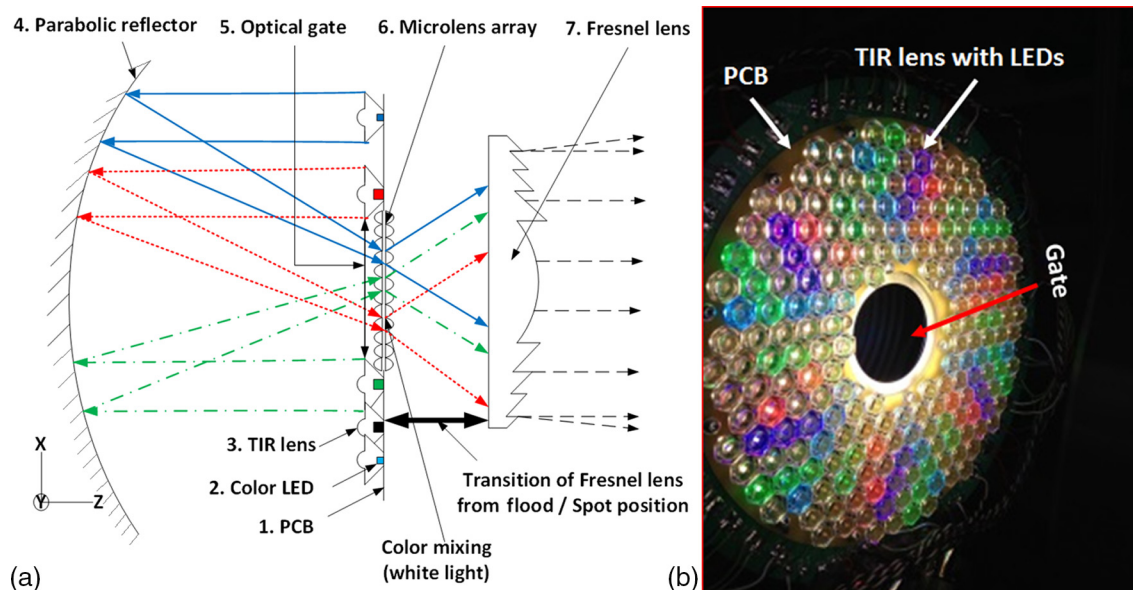 4. Parabolic reflector
5. Optical gate
6. Microlens array
7. Fresnel lens
X
Y
Z
3. TIR lens
2. Color LED
1. PCB
Transition of Fresnel lens
from flood / Spot position
Color mixing
(white light)
(a)
TIR lens with LEDs
PCB
Gate
(b)